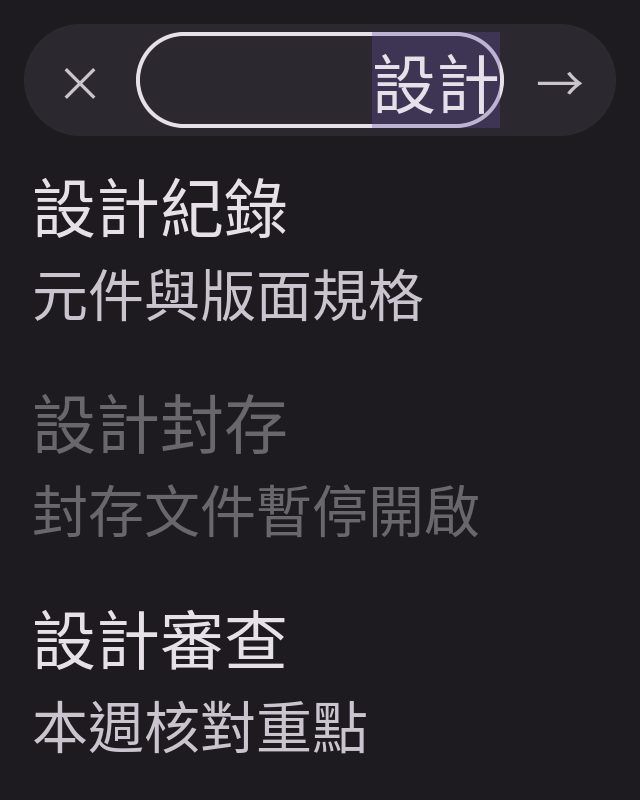 設計
設計紀錄
元件與版面規格
設計封存
封存文件暫停開啟
設計審查
本週核對重點